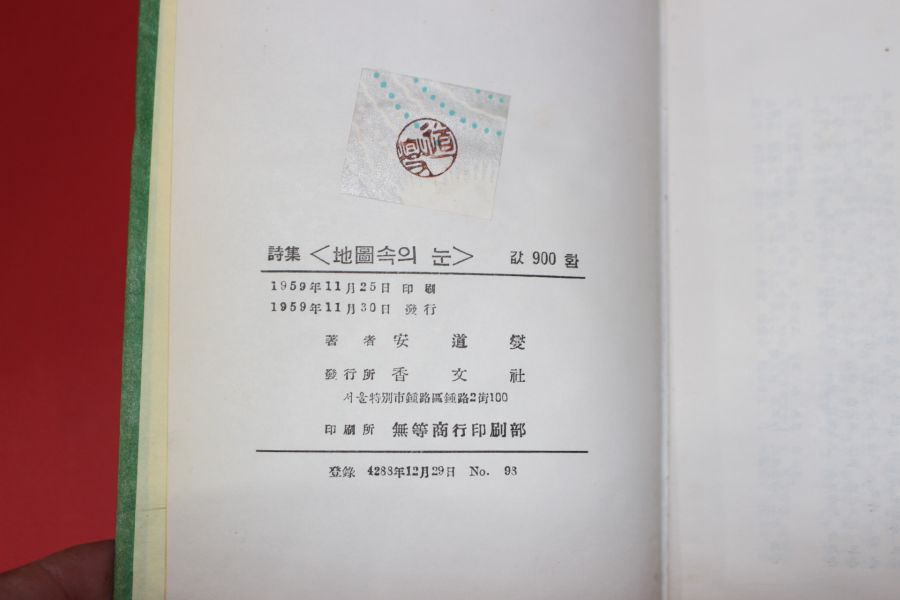 詩集 〈地圖속의 눈〉 값 900 환
1959年11月25日 印刷
1959年11月30日 發行
著者 安道燮
發行所 香文社
서울特別市鍾路區鍾路2街100
印刷所 無等商行印刷部
登錄 4288年12月29日 No. 98